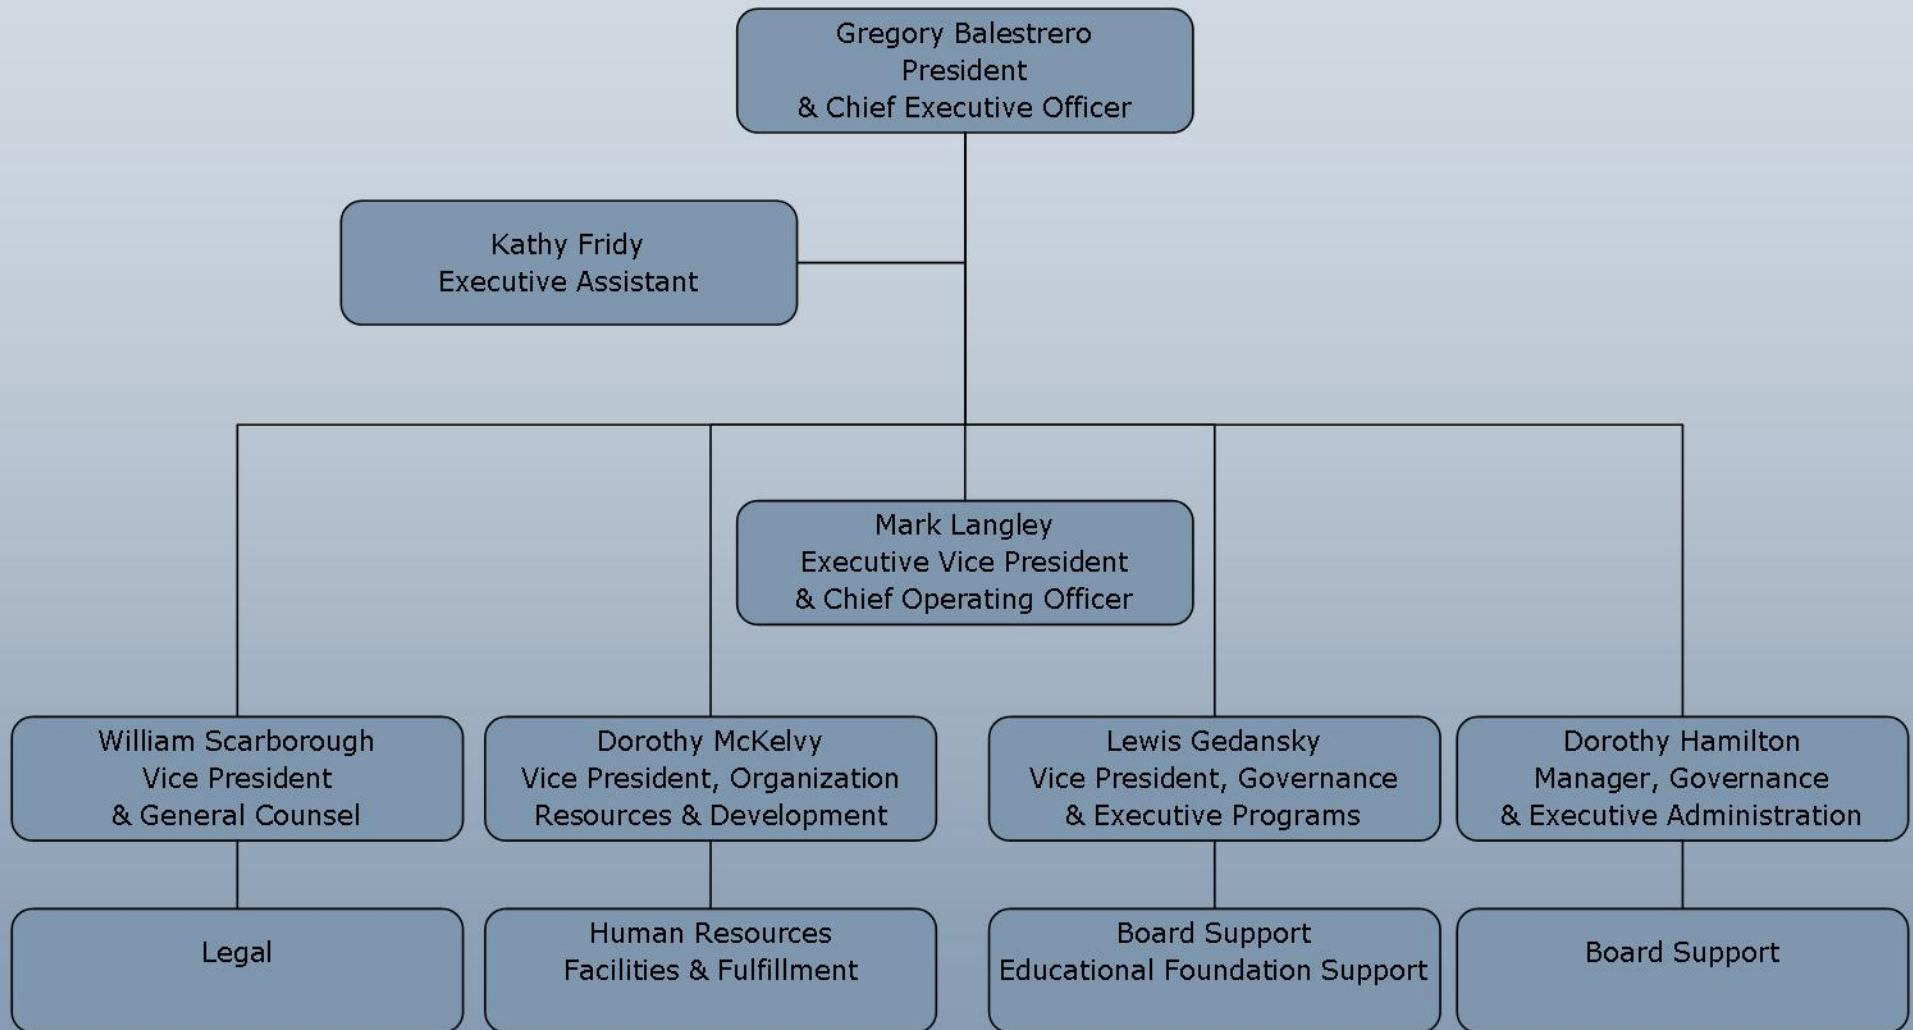 Gregory Balestrero
President
& Chief Executive Officer
Kathy Fridy
Executive Assistant
Mark Langley
Executive Vice President
& Chief Operating Officer
William Scarborough
Vice President
& General Counsel
Dorothy McKelvy
Vice President, Organization
Resources & Development
Lewis Gedansky
Vice President, Governance
& Executive Programs
Dorothy Hamilton
Manager, Governance
& Executive Administration
Legal
Human Resources
Facilities & Fulfillment
Board Support
Educational Foundation Support
Board Support